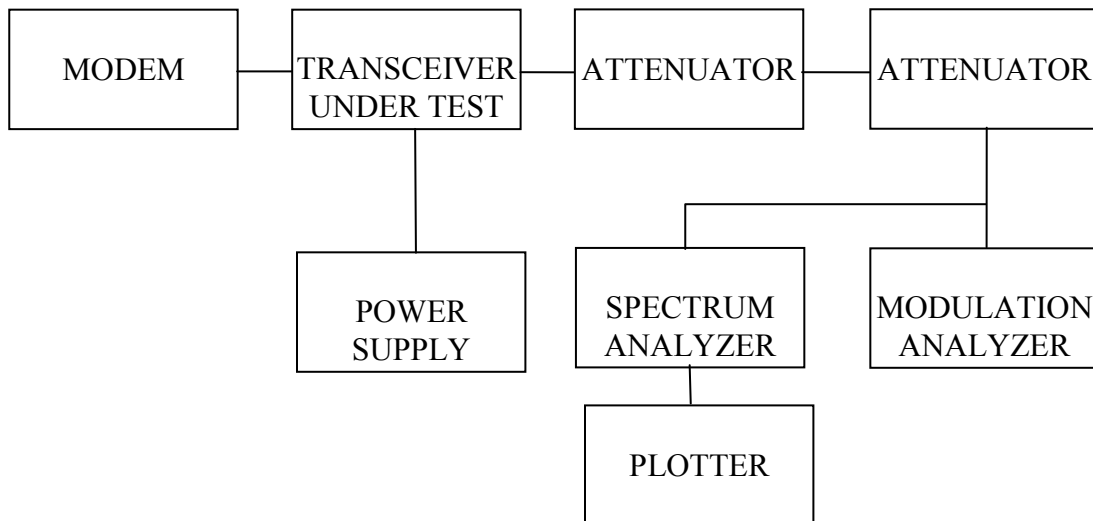 MODEM
TRANSCEIVER
UNDER TEST
ATTENUATOR
ATTENUATOR
POWER
SUPPLY
SPECTRUM
ANALYZER
MODULATION
ANALYZER
PLOTTER